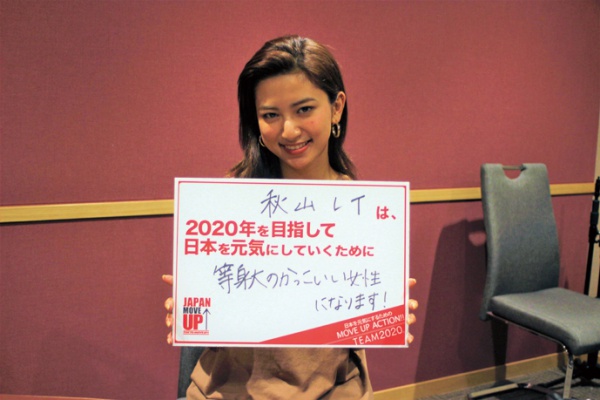 秋山レイは、
2020年を目指して
日本を元気にしていくために
等身大のかっこいい女性
になります!
JAPAN
MOVE
UP
日本を元気にするための
MOVE UP ACTION!!
TEAM2020